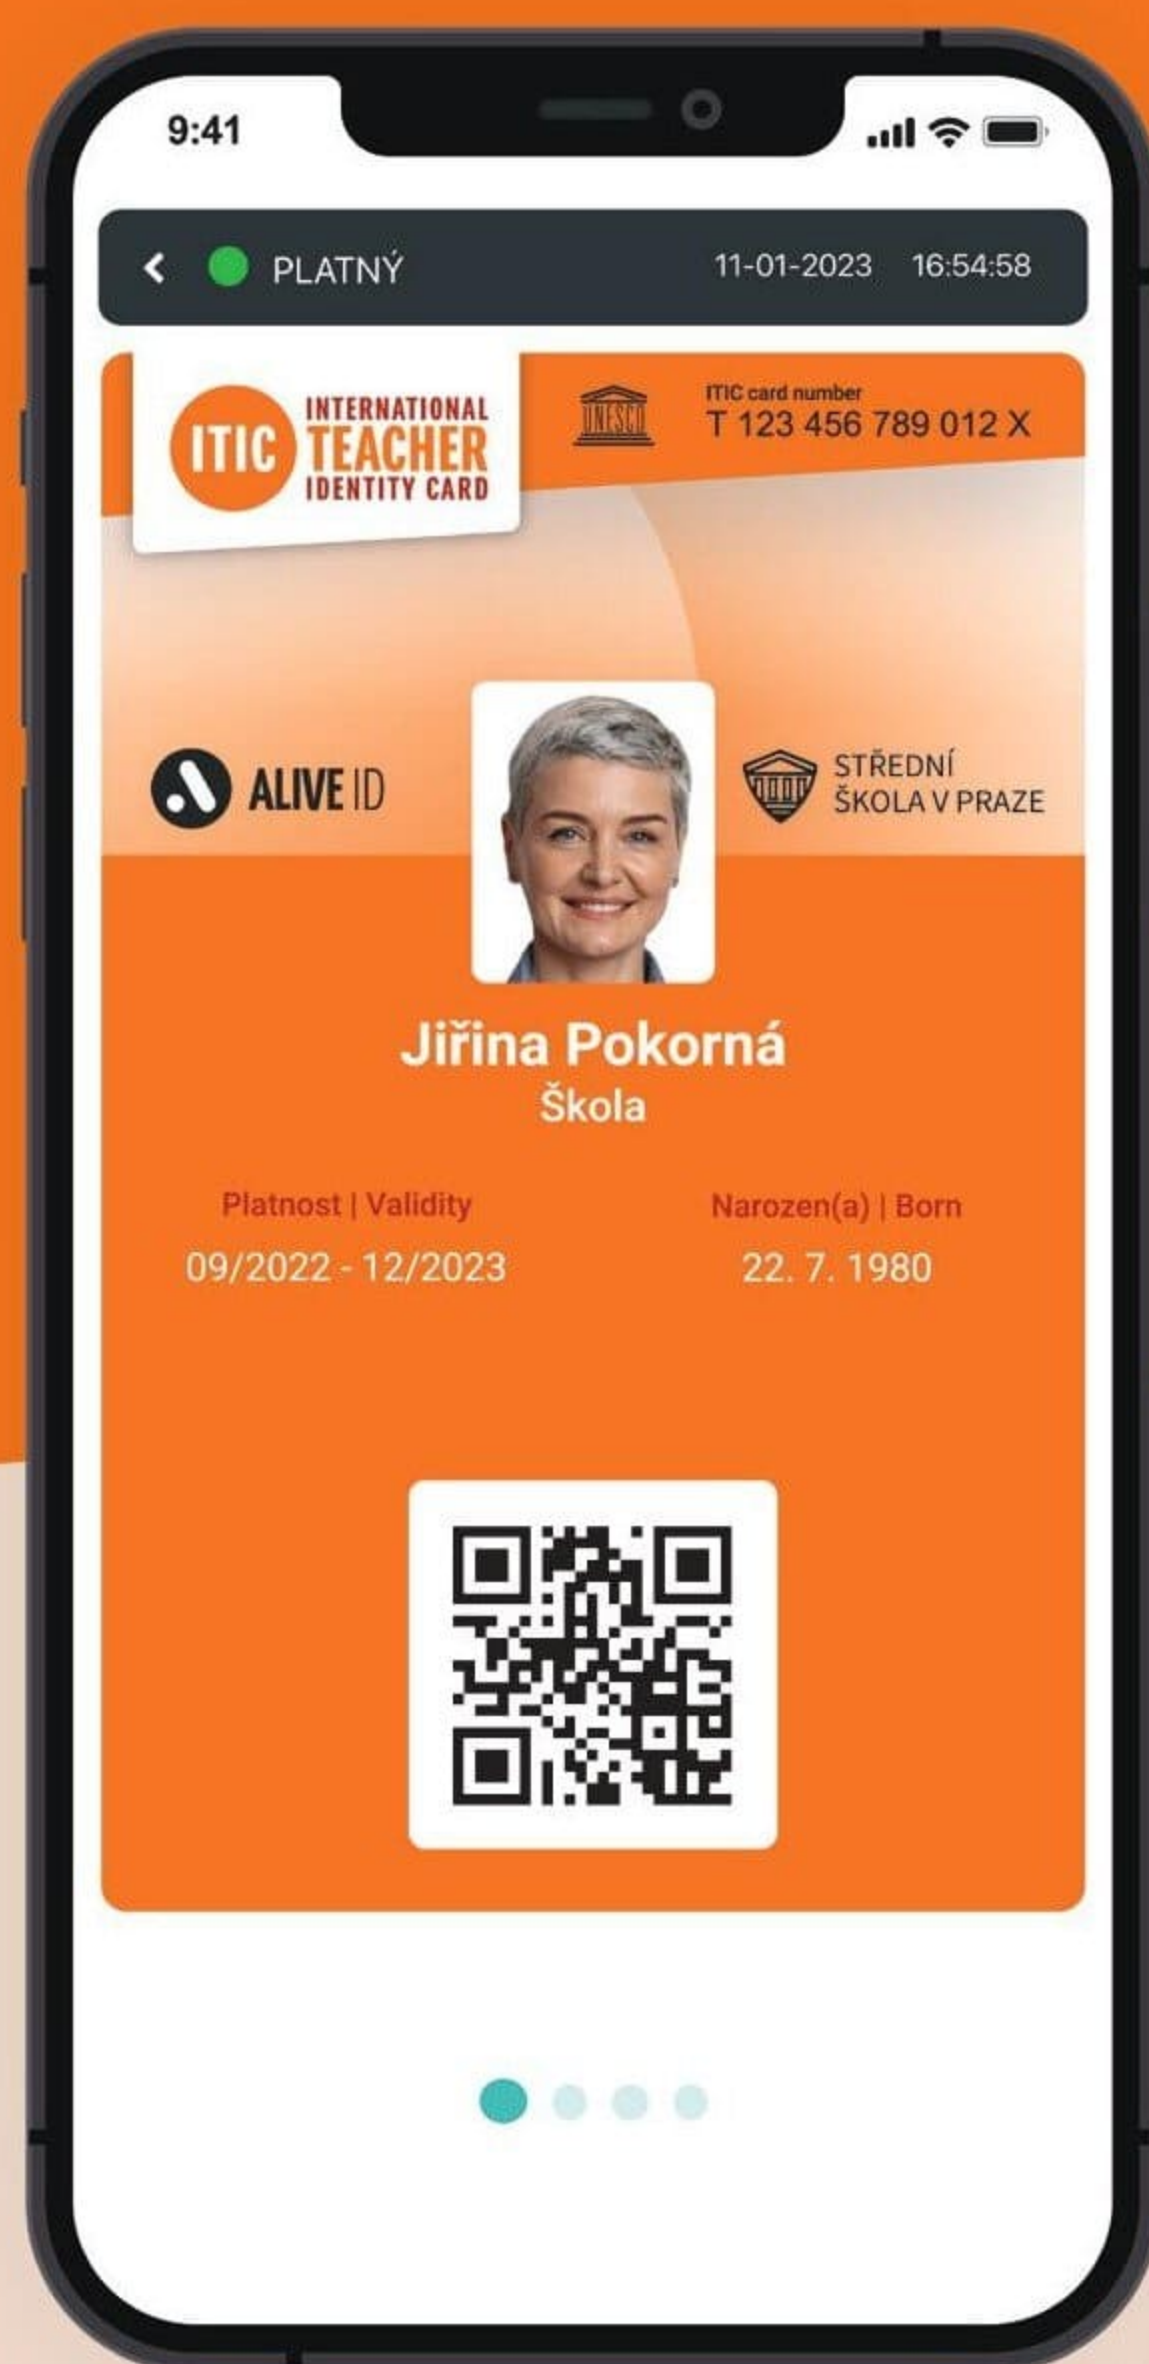 9:41
PLATNÝ 11-01-2023 16:54:58
ITIC
INTERNATIONAL
TEACHER
IDENTITY CARD
UNESCO
ITIC card number
T 123 456 789 012 X
ALIVE ID
STŘEDNÍ
ŠKOLA V PRAZE
Jiřina Pokorná
Škola
Platnost | Validity
09/2022 - 12/2023
Narozen(a) | Born
22. 7. 1980